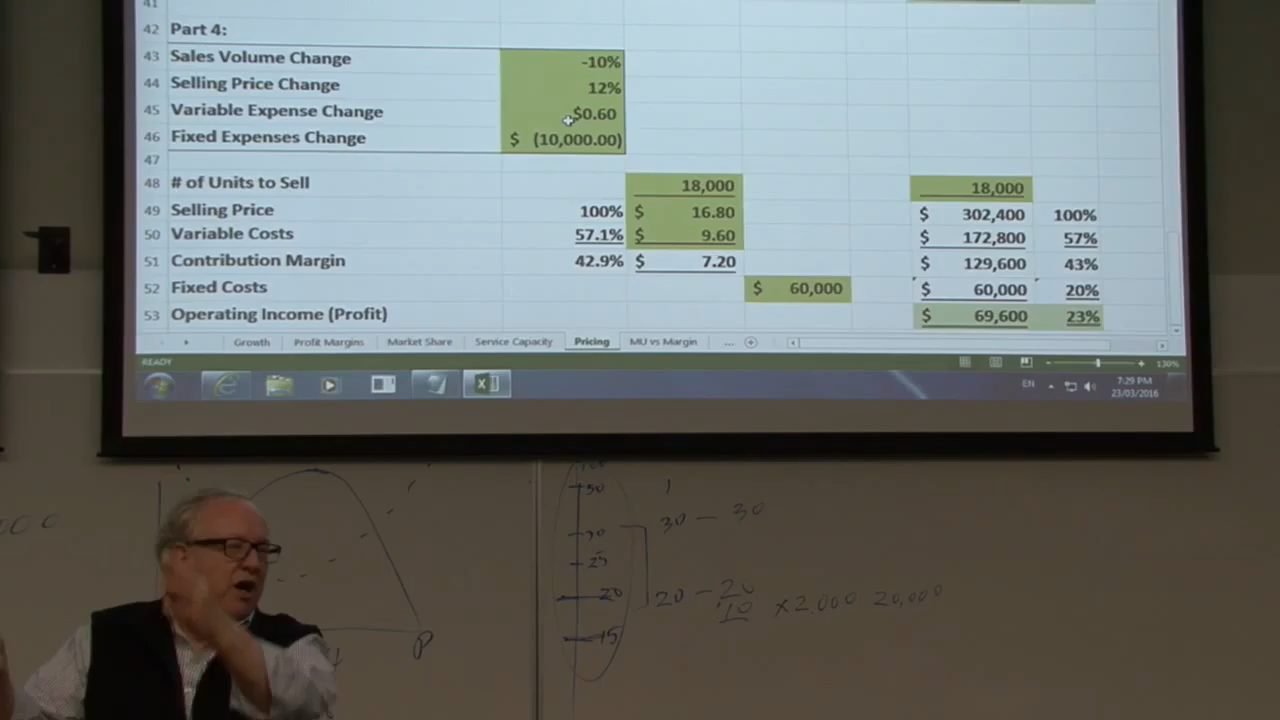 41
42 Part 4:
43 Sales Volume Change -10%
44 Selling Price Change 12%
45 Variable Expense Change $0.60
46 Fixed Expenses Change $ (10,000.00)
47
48 # of Units to Sell 18,000 18,000
49 Selling Price 100% $ 16.80 $ 302,400 100%
50 Variable Costs 57.1% $ 9.60 $ 172,800 57%
51 Contribution Margin 42.9% $ 7.20 $ 129,600 43%
52 Fixed Costs $ 60,000 $ 60,000 20%
53 Operating Income (Profit) $ 69,600 23%
Growth Profit Margins Market Share Service Capacity Pricing MU vs Margin ...
READY 130%
EN 7:29 PM
23/03/2016
50
30 — 30
25
20 20 — 20
10 × 2,000 20,000
15
P